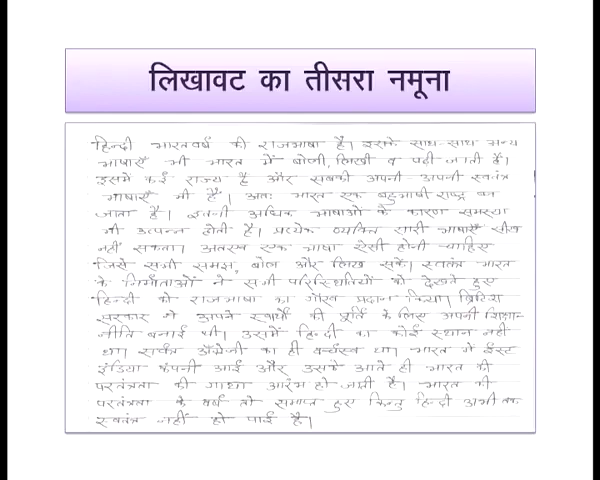 लिखावट का तीसरा नमूना
हिन्दी भारतवर्ष की राजभाषा है। इसके साथ-साथ अन्य
भाषाएँ भी भारत में बोली, लिखी व पढ़ी जाती हैं।
इसमें कई राज्य हैं और सबकी अपनी अपनी स्वतंत्र
भाषाएँ भी हैं। अतः भारत एक बहुभाषी राष्ट्र बन
जाता है। इतनी अधिक भाषाओं के कारण समस्या
भी उत्पन्न होती है। प्रत्येक व्यक्ति सारी भाषाएँ सीख
नहीं सकता। अतएव एक भाषा ऐसी होनी चाहिए
जिसे सभी समझ, बोल और लिख सकें। स्वतंत्र भारत
के निर्माताओं ने सभी परिस्थितियों को देखते हुए
हिन्दी को राजभाषा का गौरव प्रदान किया। ब्रिटिश
सरकार ने अपने स्वार्थों की पूर्ति के लिए अपनी शिक्षा-
नीति बनाई थी। उसमें हिन्दी का कोई स्थान नहीं
था। सर्वत्र अँग्रेजी का ही वर्चस्व था। भारत में ईस्ट
इंडिया कंपनी आई और उसके आते ही भारत की
परतंत्रता की गाथा आरंभ हो जाती है। भारत की
परतंत्रता के वर्ष तो समाप्त हुए किन्तु हिन्दी अभी तक
स्वतंत्र नहीं हो पाई है।